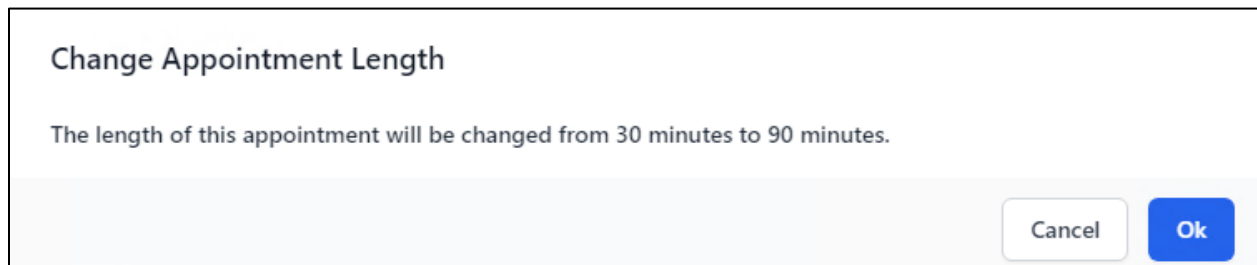 Change Appointment Length
The length of this appointment will be changed from 30 minutes to 90 minutes.
Cancel
Ok